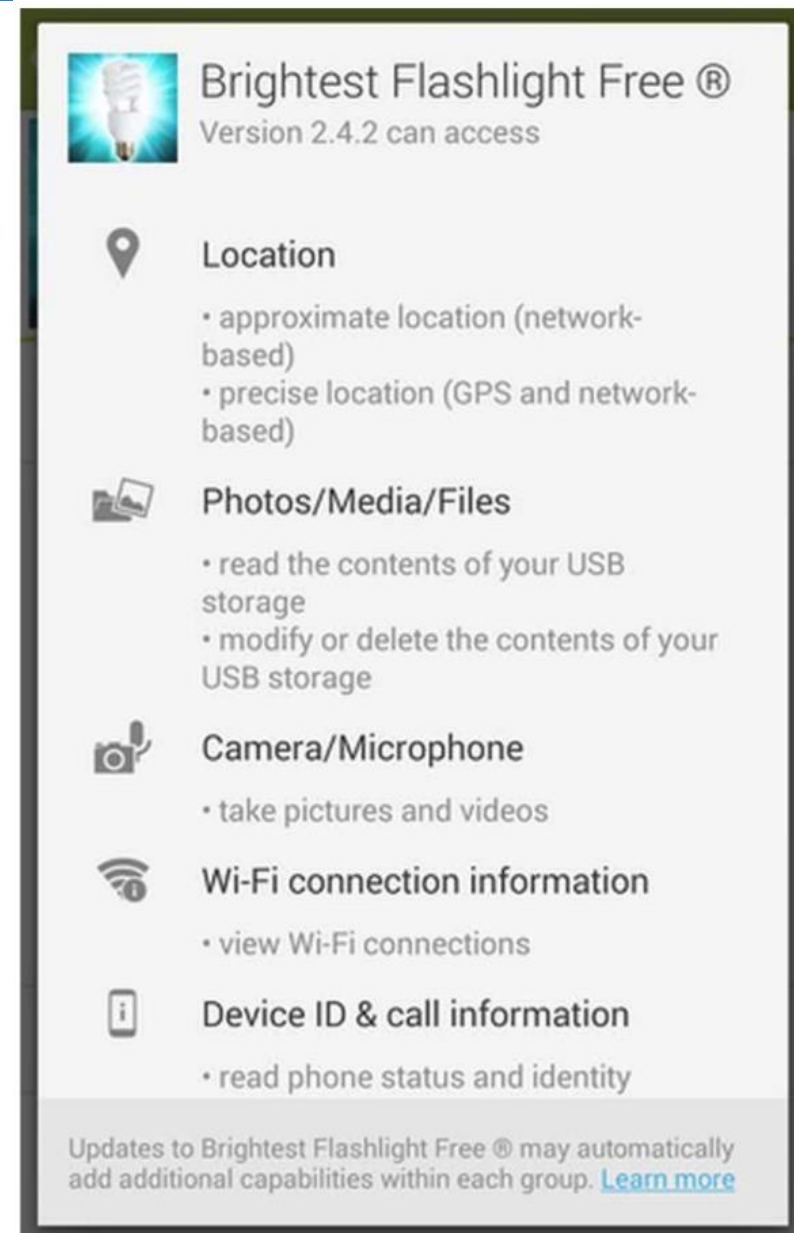 Brightest Flashlight Free ®
Version 2.4.2 can access
Location
• approximate location (network-
based)
• precise location (GPS and network-
based)
Photos/Media/Files
• read the contents of your USB
storage
• modify or delete the contents of your
USB storage
Camera/Microphone
• take pictures and videos
Wi-Fi connection information
• view Wi-Fi connections
Device ID & call information
• read phone status and identity
Updates to Brightest Flashlight Free ® may automatically
add additional capabilities within each group. Learn more